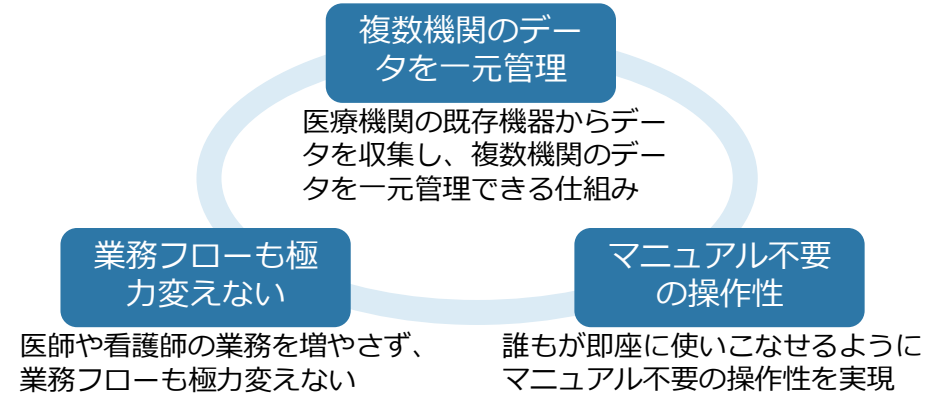 複数機関のデー
タを一元管理
医療機関の既存機器からデー
タを収集し、複数機関のデー
タを一元管理できる仕組み
業務フローも極
力変えない
医師や看護師の業務を増やさず、
業務フローも極力変えない
マニュアル不要
の操作性
誰もが即座に使いこなせるように
マニュアル不要の操作性を実現